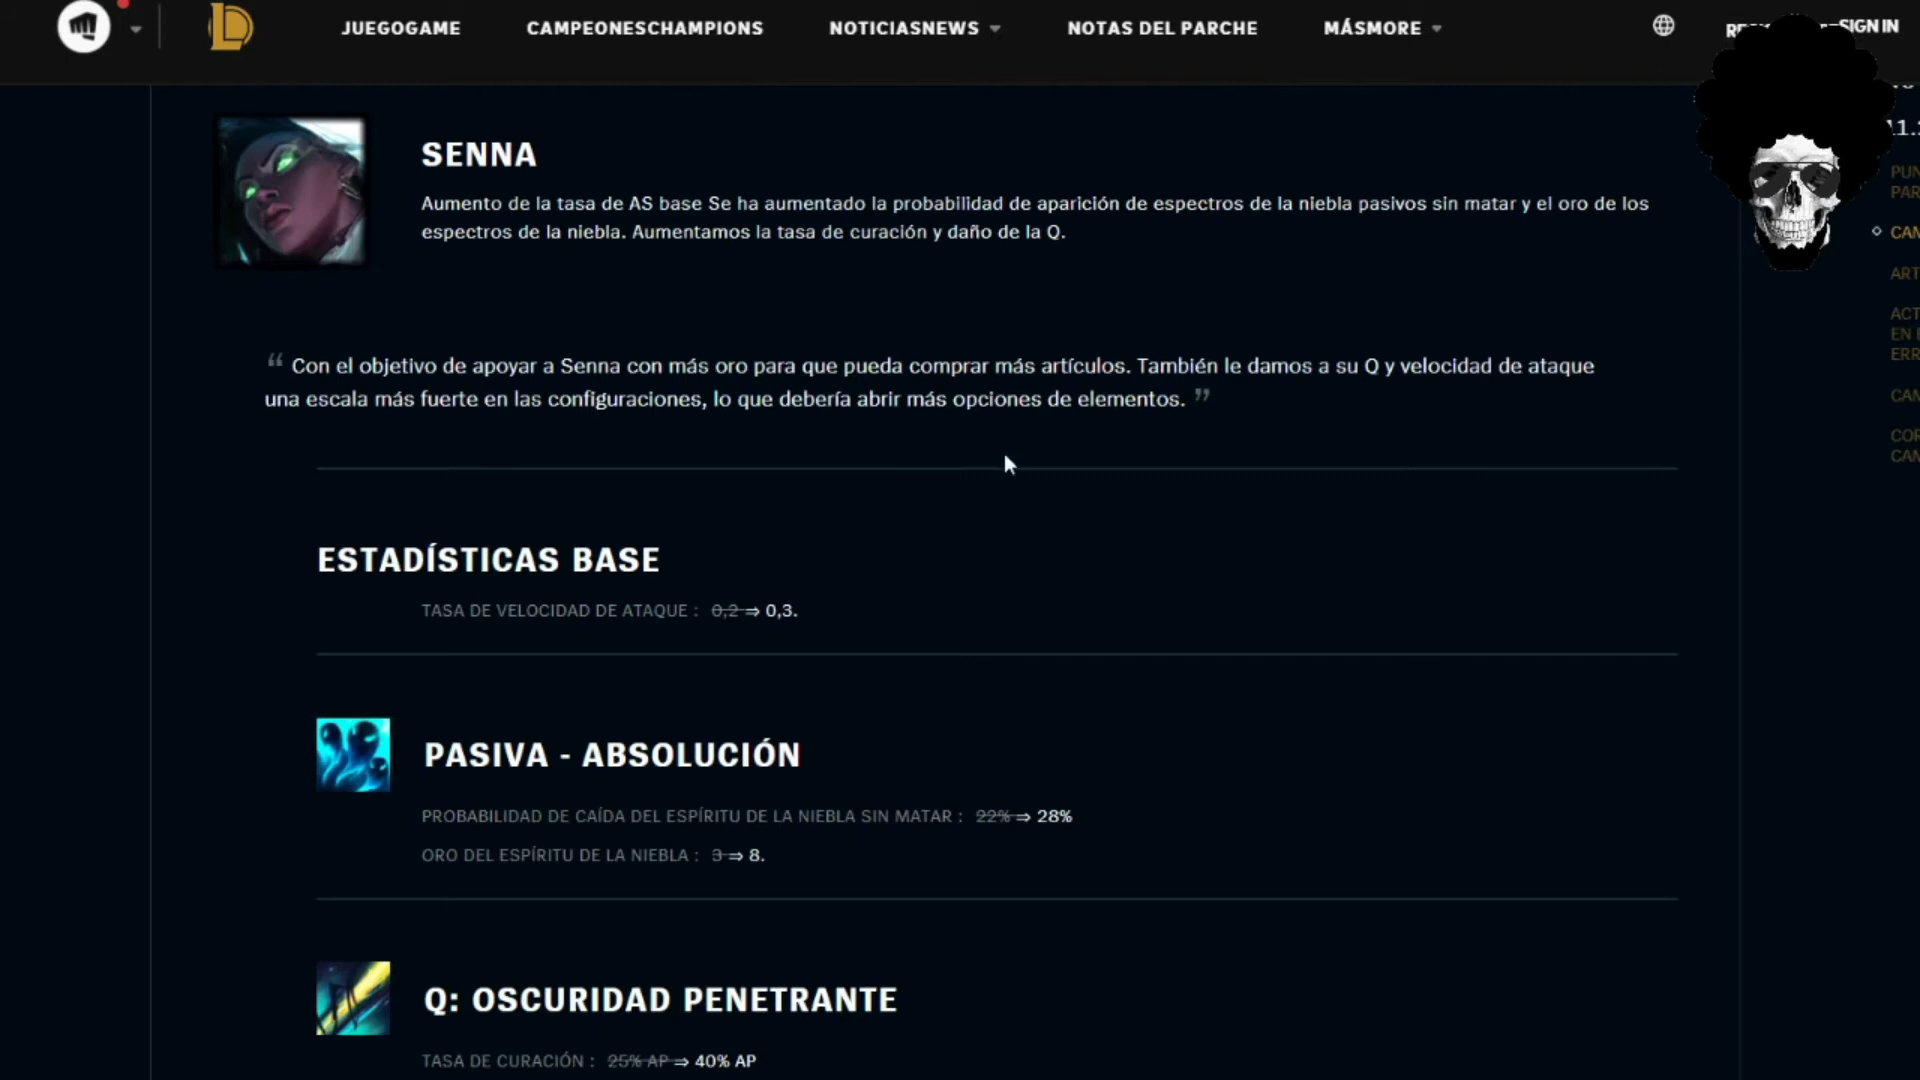 JUEGOGAME CAMPEONESCHAMPIONS NOTICIASNEWS NOTAS DEL PARCHE MÁSMORE SIGN IN
SENNA
Aumento de la tasa de AS base Se ha aumentado la probabilidad de aparición de espectros de la niebla pasivos sin matar y el oro de los
espectros de la niebla. Aumentamos la tasa de curación y daño de la Q.
“ Con el objetivo de apoyar a Senna con más oro para que pueda comprar más artículos. También le damos a su Q y velocidad de ataque
una escala más fuerte en las configuraciones, lo que debería abrir más opciones de elementos. ”
ESTADÍSTICAS BASE
TASA DE VELOCIDAD DE ATAQUE : 0,2 ⇒ 0,3.
PASIVA - ABSOLUCIÓN
PROBABILIDAD DE CAÍDA DEL ESPÍRITU DE LA NIEBLA SIN MATAR : 22% ⇒ 28%
ORO DEL ESPÍRITU DE LA NIEBLA : 3 ⇒ 8.
Q: OSCURIDAD PENETRANTE
TASA DE CURACIÓN : 25% AP ⇒ 40% AP